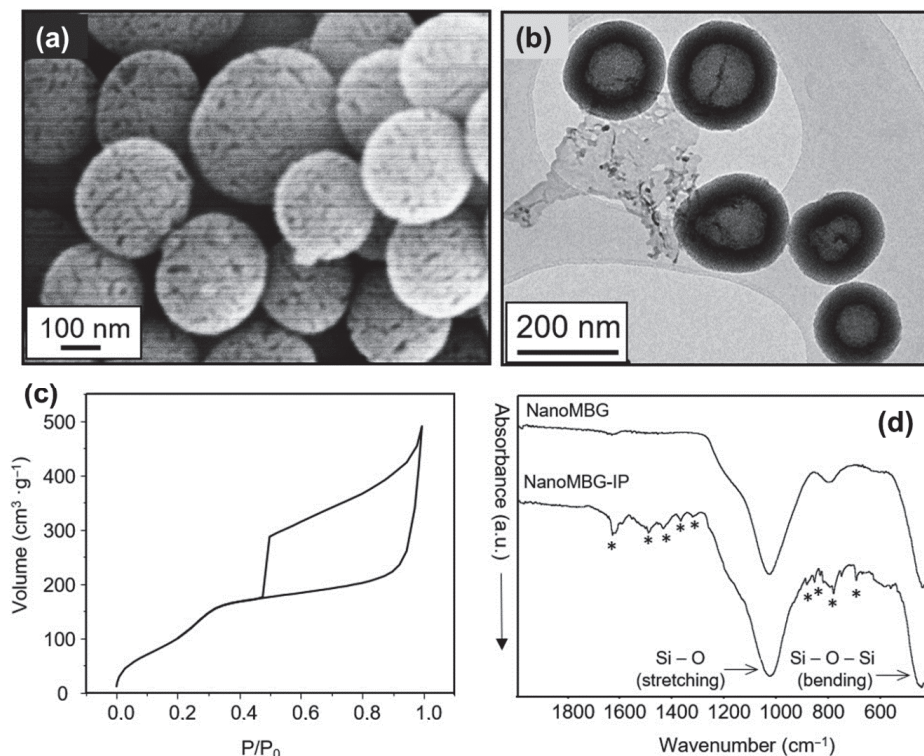 (a)
100 nm
(b)
200 nm
(c)
Volume (cm³ ·g⁻¹)
500
400
300
200
100
0
0.0 0.2 0.4 0.6 0.8 1.0
P/P₀
(d)
Absorbance (a.u.)
NanoMBG
NanoMBG-IP
* * * * *
* * * *
Si – O
(stretching)
Si – O – Si
(bending)
1800 1600 1400 1200 1000 800 600
Wavenumber (cm⁻¹)